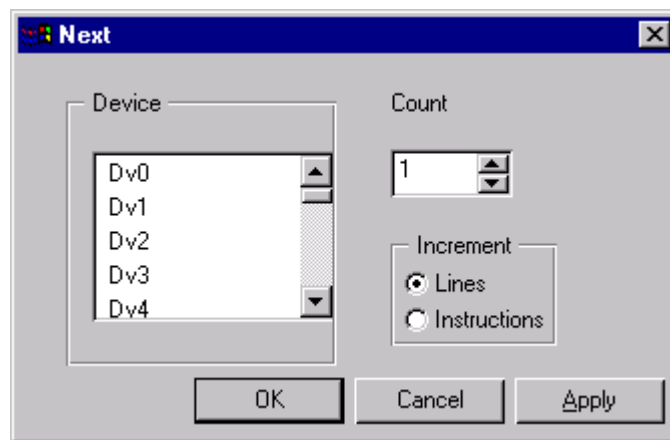 Next
Device
Dv0
Dv1
Dv2
Dv3
Dv4
Count
1
Increment
Lines
Instructions
OK
Cancel
Apply